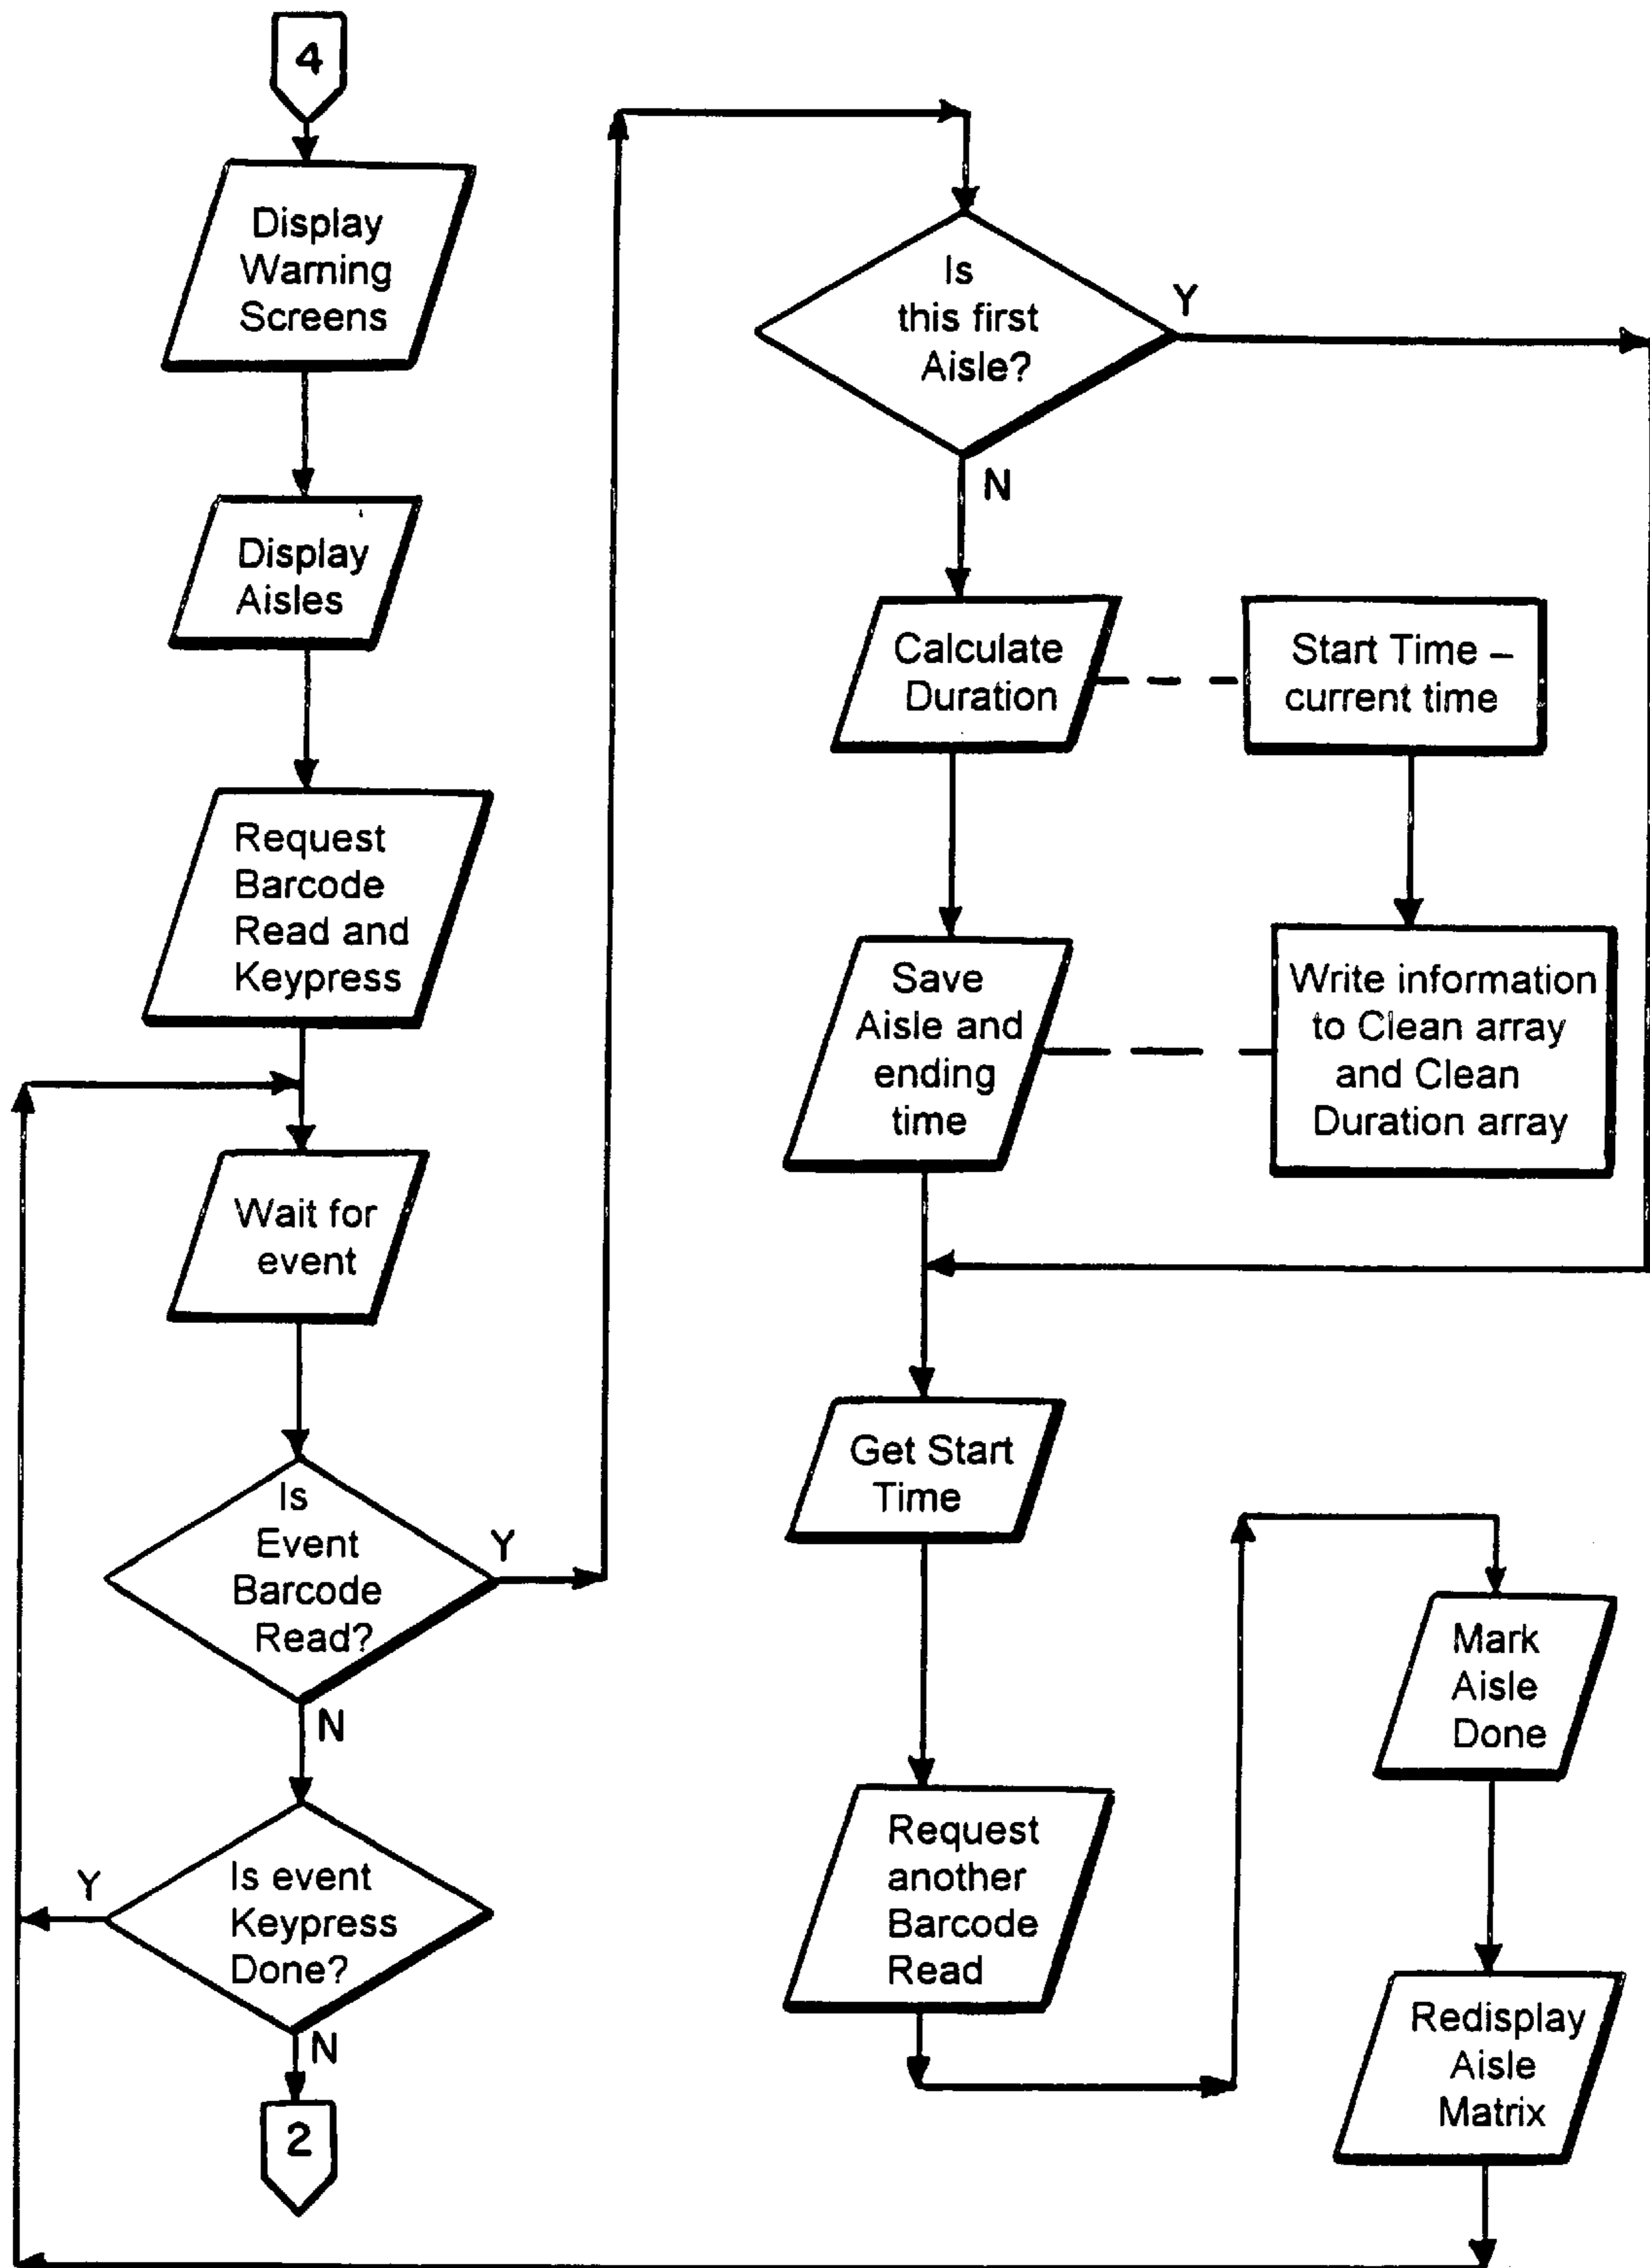 4
Display
Warning
Screens
Display
Aisles
Request
Barcode
Read and
Keypress
Wait for
event
Is
Event
Barcode
Read?
Y
N
Is event
Keypress
Done?
Y
N
2
Is
this first
Aisle?
Y
N
Calculate
Duration
Start Time –
current time
Save
Aisle and
ending
time
Write information
to Clean array
and Clean
Duration array
Get Start
Time
Request
another
Barcode
Read
Mark
Aisle
Done
Redisplay
Aisle
Matrix